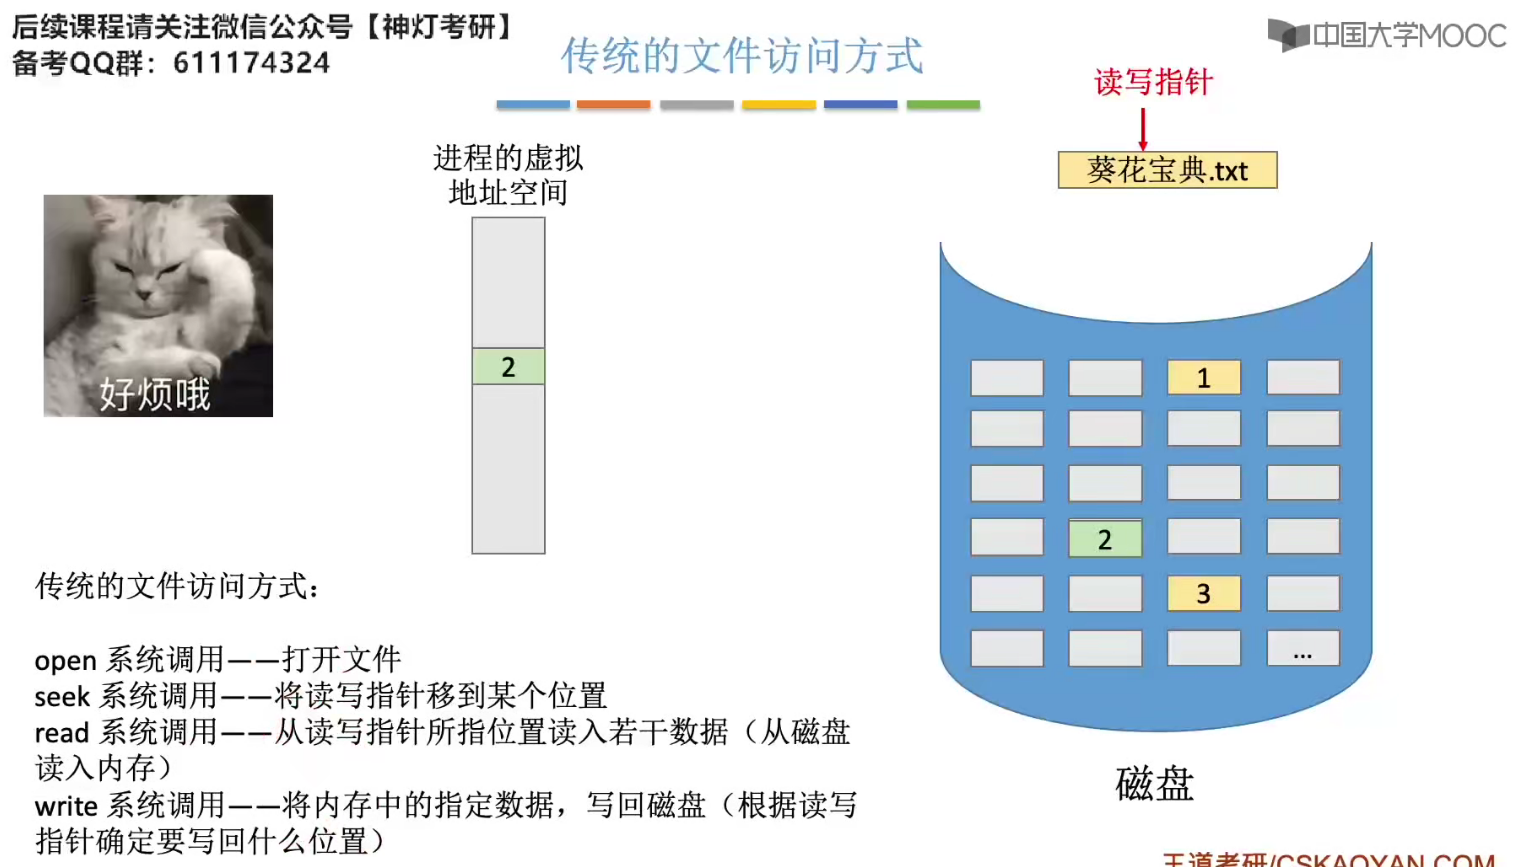 后续课程请关注微信公众号【神灯考研】
备考QQ群：611174324
传统的文件访问方式
中国大学MOOC
读写指针
葵花宝典.txt
进程的虚拟
地址空间
2
好烦哦
1
2
3
...
磁盘
传统的文件访问方式：
open 系统调用——打开文件
seek 系统调用——将读写指针移到某个位置
read 系统调用——从读写指针所指位置读入若干数据（从磁盘
读入内存）
write 系统调用——将内存中的指定数据，写回磁盘（根据读写
指针确定要写回什么位置）
王道考研/CSKAOYAN.COM